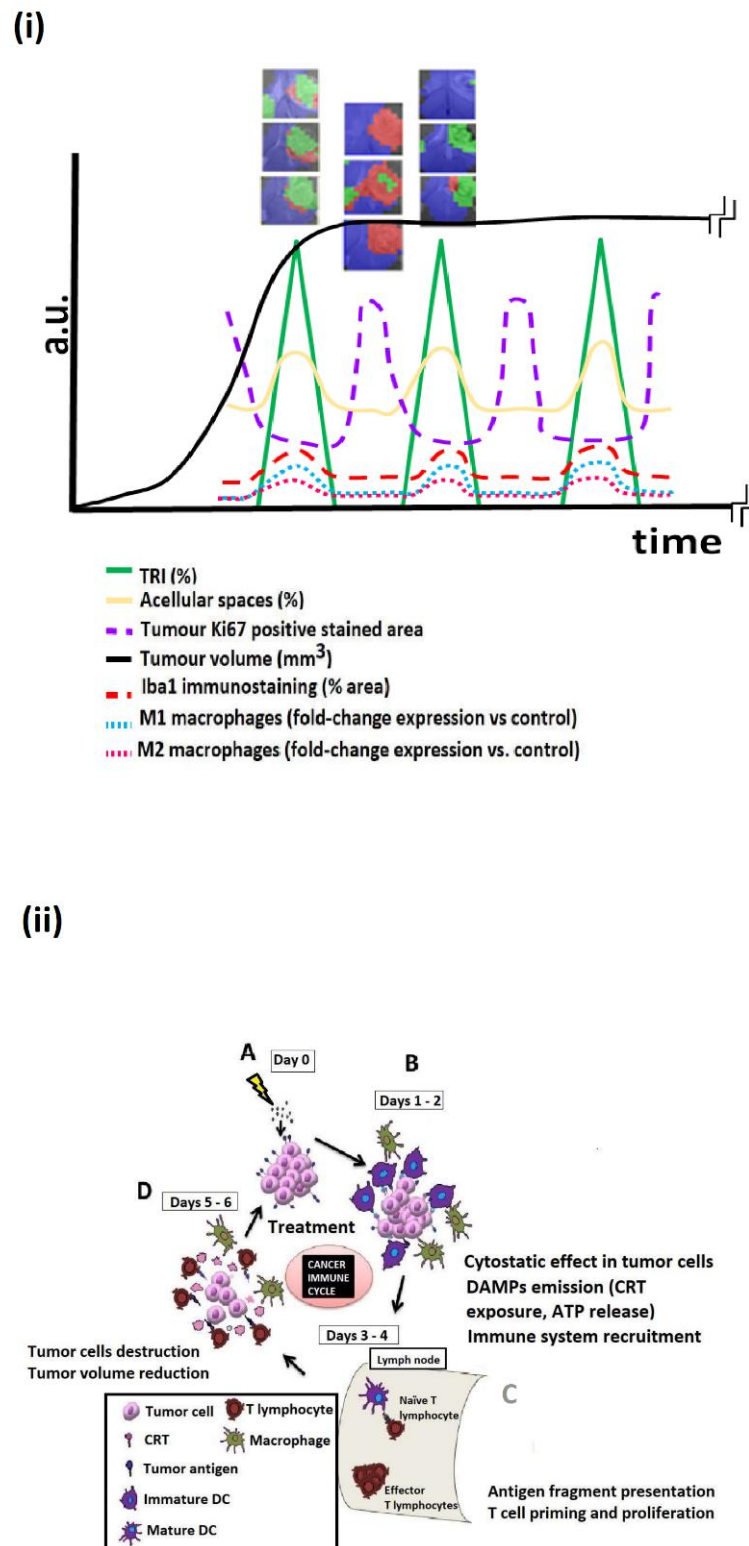 (i)
a.u.
time
TRI (%)
Acellular spaces (%)
Tumour Ki67 positive stained area
Tumour volume (mm³)
Iba1 immunostaining (% area)
M1 macrophages (fold-change expression vs control)
M2 macrophages (fold-change expression vs. control)
(ii)
A
Day 0
B
Days 1 - 2
D
Days 5 - 6
Treatment
CANCER
IMMUNE
CYCLE
Cytostatic effect in tumor cells
DAMPs emission (CRT
exposure, ATP release)
Immune system recruitment
Days 3 - 4
Tumor cells destruction
Tumor volume reduction
Lymph node
C
Naïve T
lymphocyte
Effector
T lymphocytes
Antigen fragment presentation
T cell priming and proliferation
Tumor cell
T lymphocyte
CRT
Macrophage
Tumor antigen
Immature DC
Mature DC